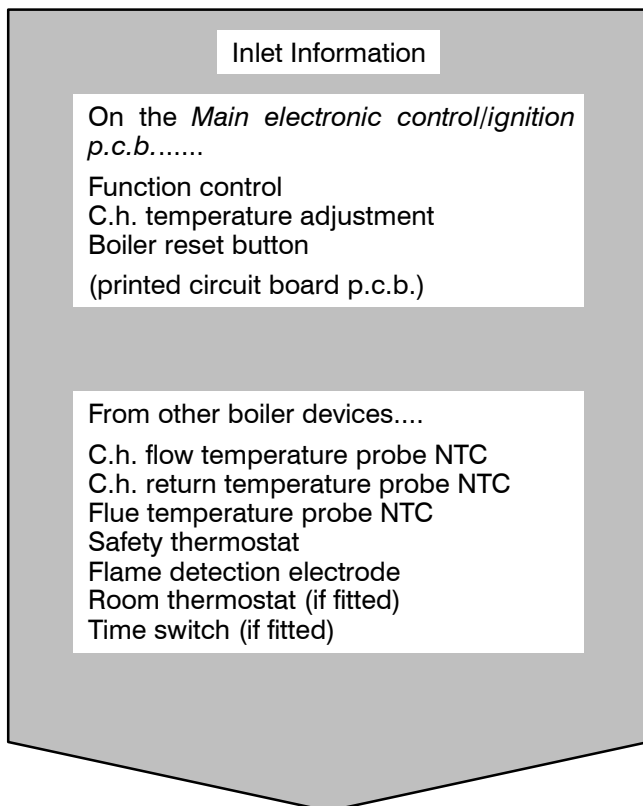 Inlet Information
On the Main electronic control/ignition
p.c.b.......
Function control
C.h. temperature adjustment
Boiler reset button
(printed circuit board p.c.b.)
From other boiler devices....
C.h. flow temperature probe NTC
C.h. return temperature probe NTC
Flue temperature probe NTC
Safety thermostat
Flame detection electrode
Room thermostat (if fitted)
Time switch (if fitted)